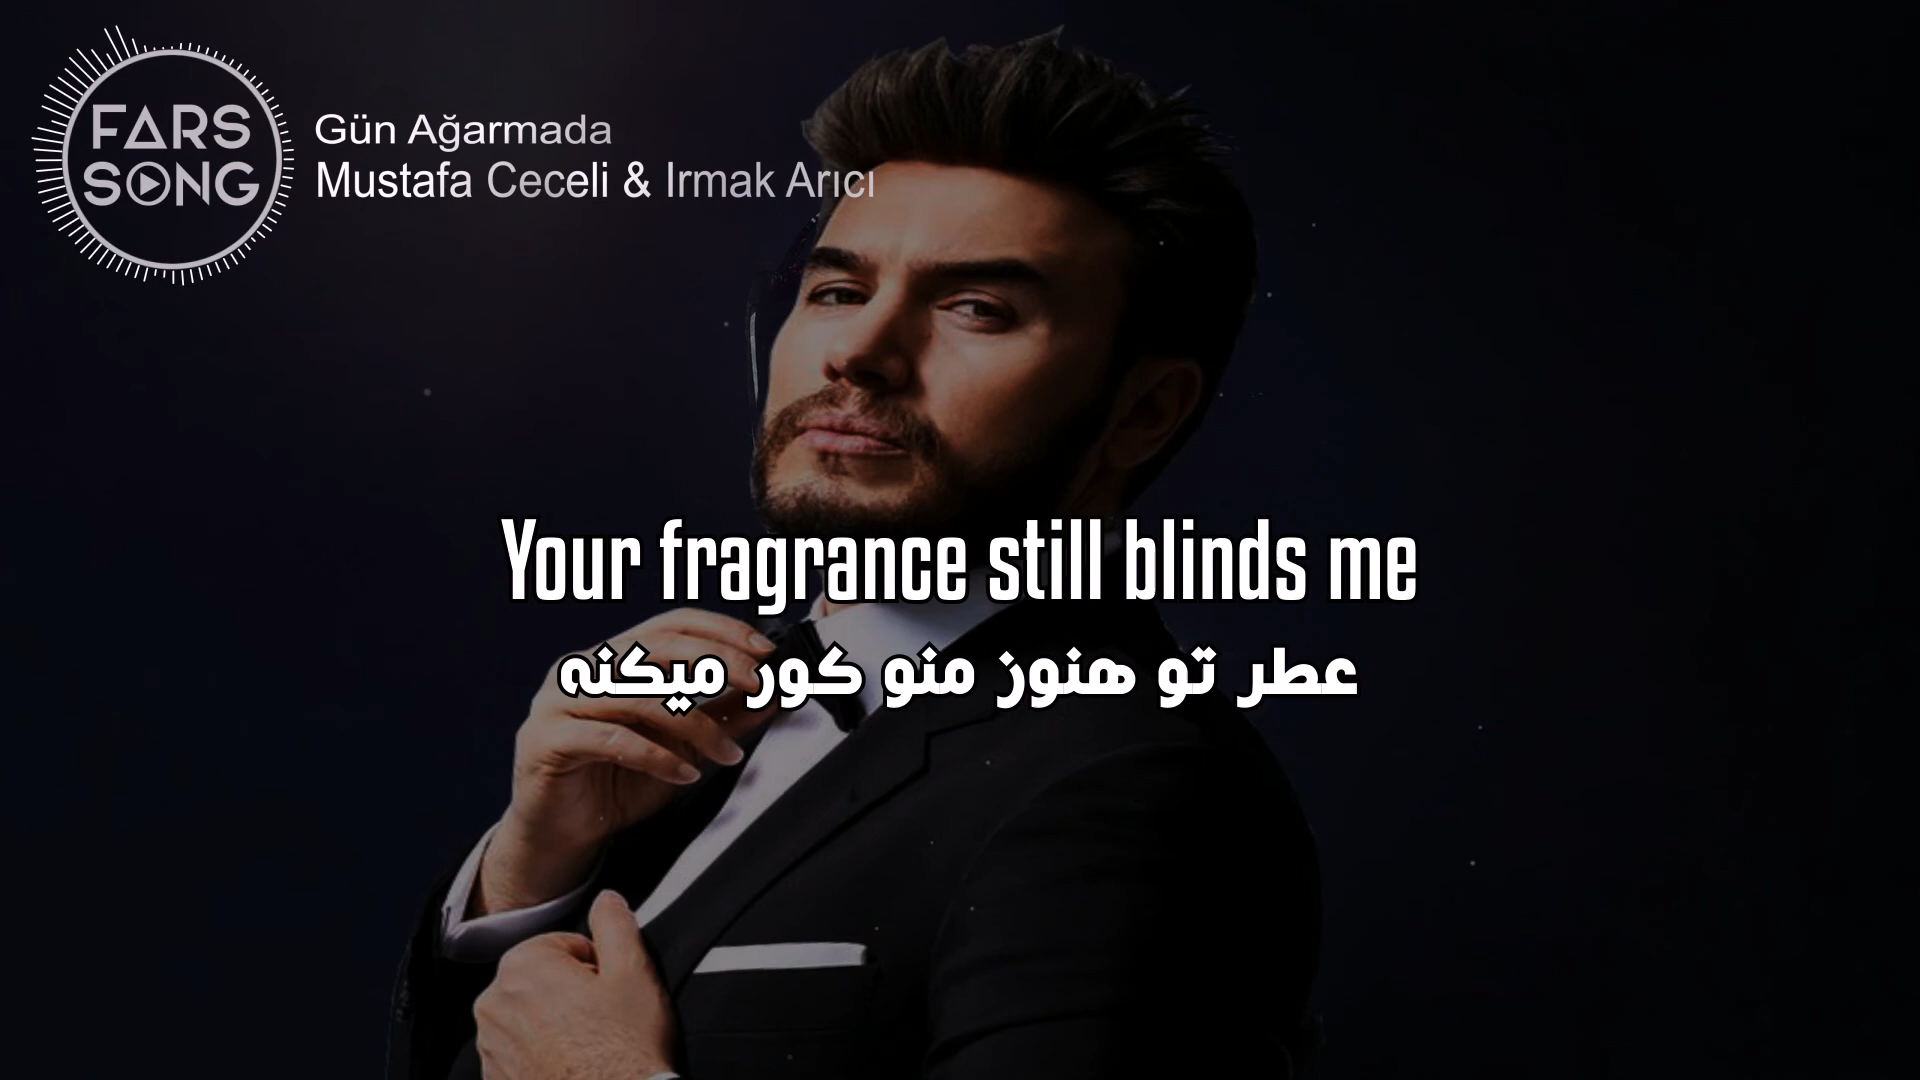 FARS
SONG
Gün Ağarmada
Mustafa Ceceli & Irmak Arıcı
Your fragrance still blinds me
عطر تو هنوز منو کور میکنه